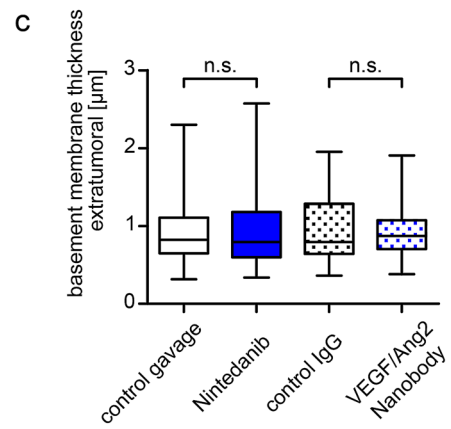 C
basement membrane thickness
extratumoral [µm]
3
2
1
0
n.s.
n.s.
control gavage
Nintedanib
control IgG
VEGF/Ang2
Nanobody